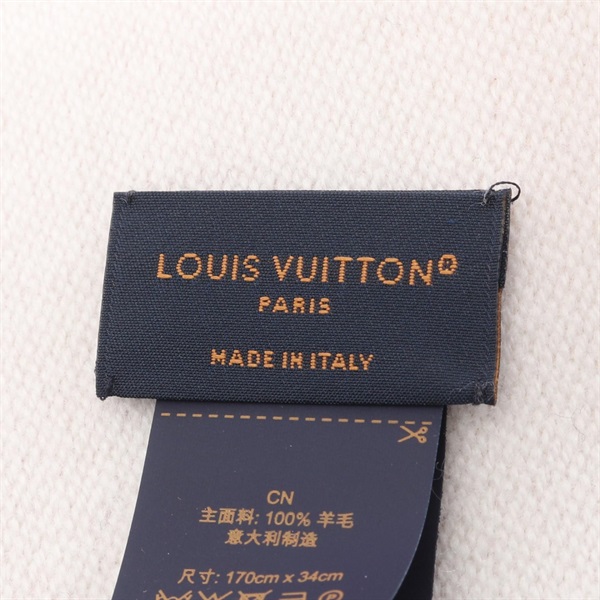 LOUIS VUITTON®
PARIS
MADE IN ITALY
CN
主面料: 100% 羊毛
意大利制造
尺寸: 170cm x 34cm